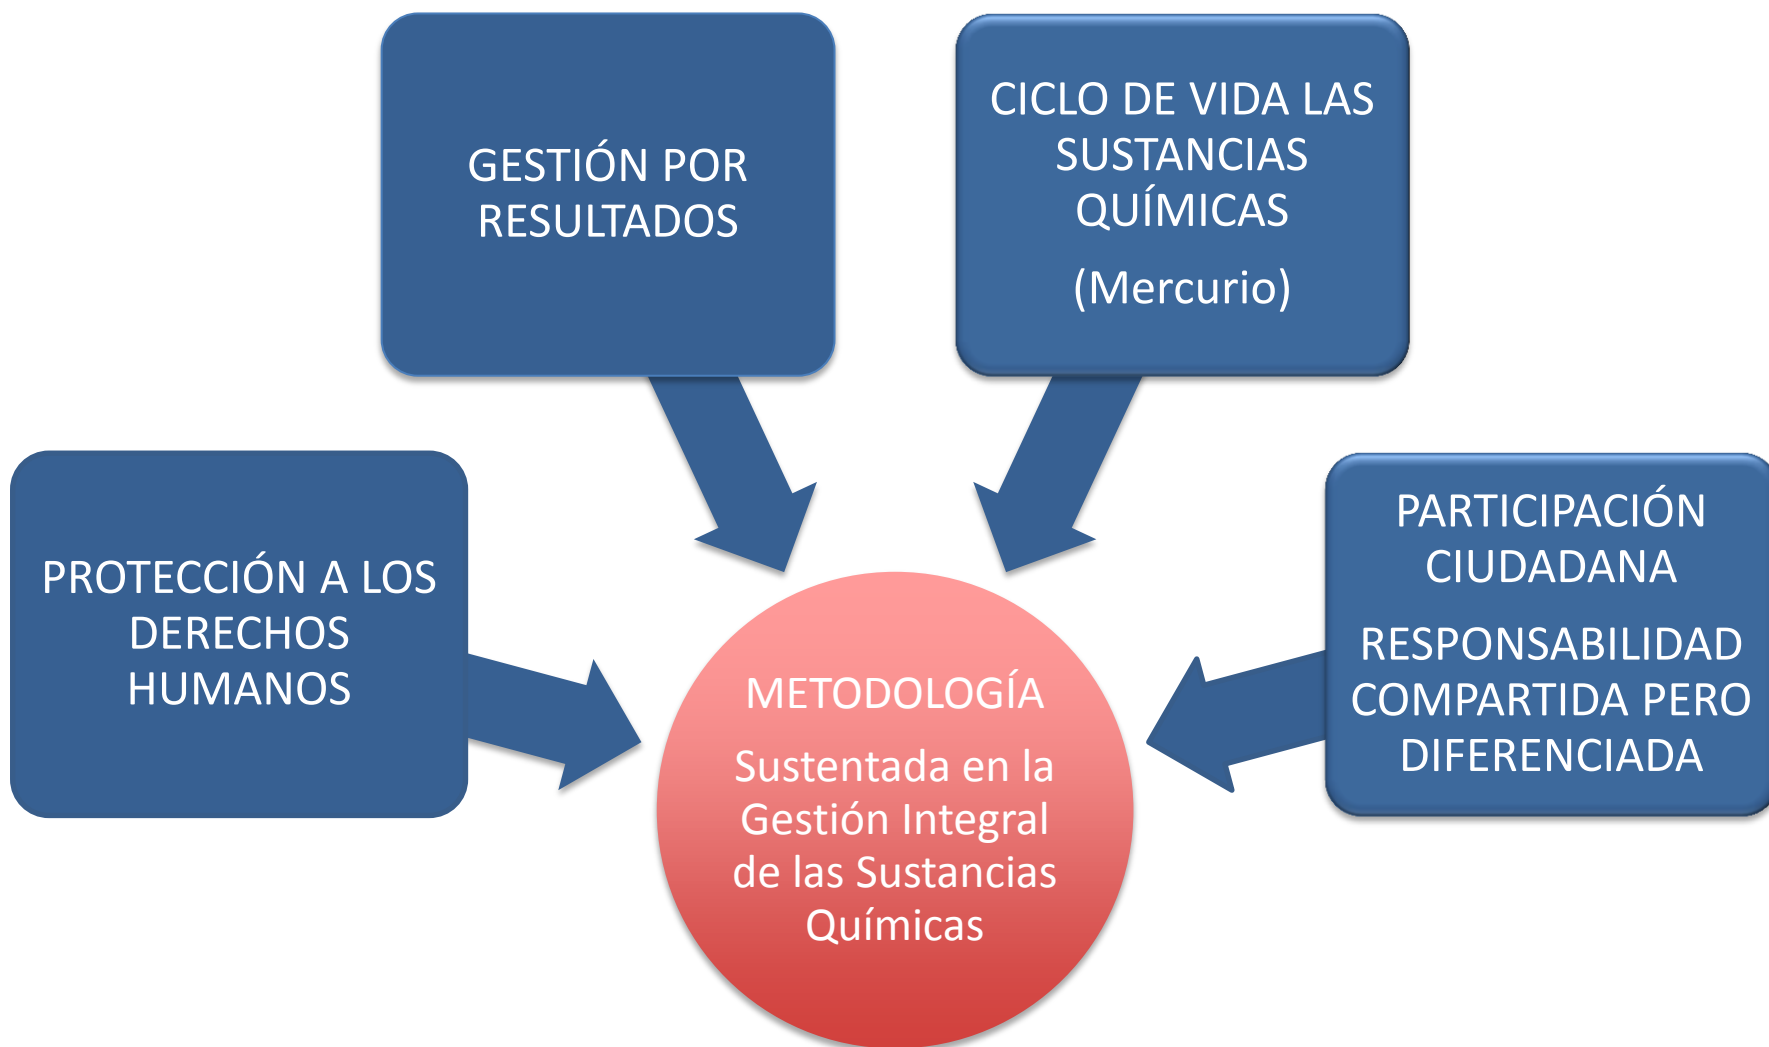 GESTIÓN POR
RESULTADOS
CICLO DE VIDA LAS
SUSTANCIAS
QUÍMICAS
(Mercurio)
PROTECCIÓN A LOS
DERECHOS
HUMANOS
PARTICIPACIÓN
CIUDADANA
RESPONSABILIDAD
COMPARTIDA PERO
DIFERENCIADA
METODOLOGÍA
Sustentada en la
Gestión Integral
de las Sustancias
Químicas